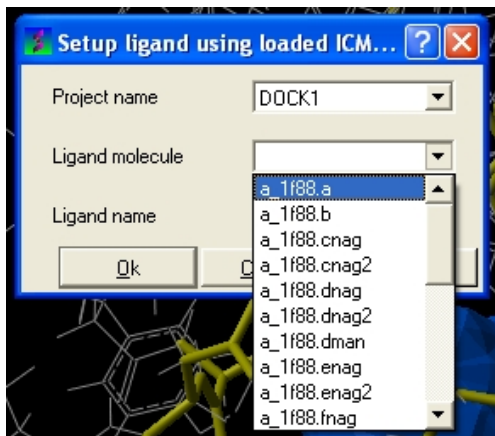 Setup ligand using loaded ICM...
Project name DOCK1
Ligand molecule
a_1f88.a
a_1f88.b
Ligand name
a_1f88.cnag
Ok C a_1f88.cnag2
a_1f88.dnag
a_1f88.dnag2
a_1f88.dman
a_1f88.enag
a_1f88.enag2
a_1f88.fnag